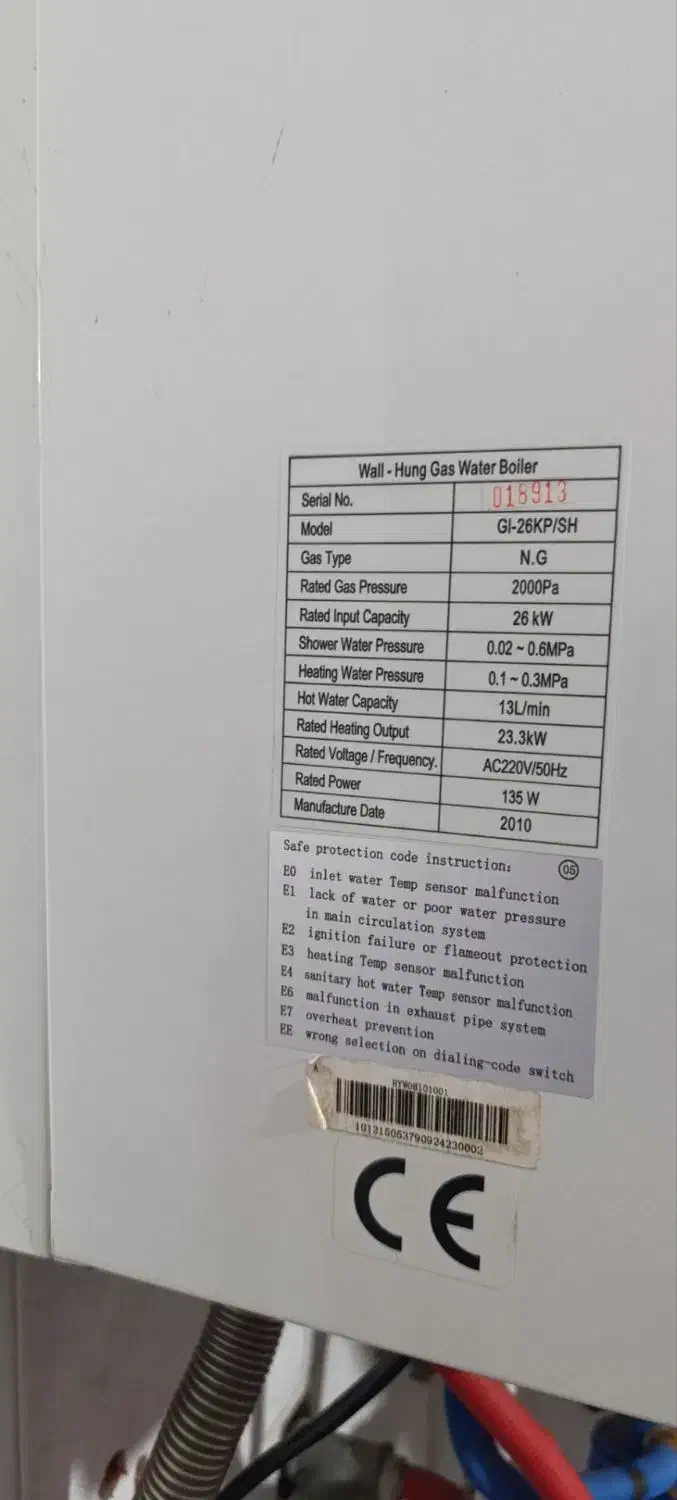 Wall - Hung Gas Water Boiler
Serial No. 018913
Model GI-26KP/SH
Gas Type N.G
Rated Gas Pressure 2000Pa
Rated Input Capacity 26 kW
Shower Water Pressure 0.02 ~ 0.6MPa
Heating Water Pressure 0.1 ~ 0.3MPa
Hot Water Capacity 13L/min
Rated Heating Output 23.3kW
Rated Voltage / Frequency. AC220V/50Hz
Rated Power 135 W
Manufacture Date 2010
Safe protection code instruction: 05
E0 inlet water Temp sensor malfunction
E1 lack of water or poor water pressure
in main circulation system
E2 ignition failure or flameout protection
E3 heating Temp sensor malfunction
E4 sanitary hot water Temp sensor malfunction
E6 malfunction in exhaust pipe system
E7 overheat prevention
EE wrong selection on dialing-code switch
A
HYW08101001
101215063790924230002
CE